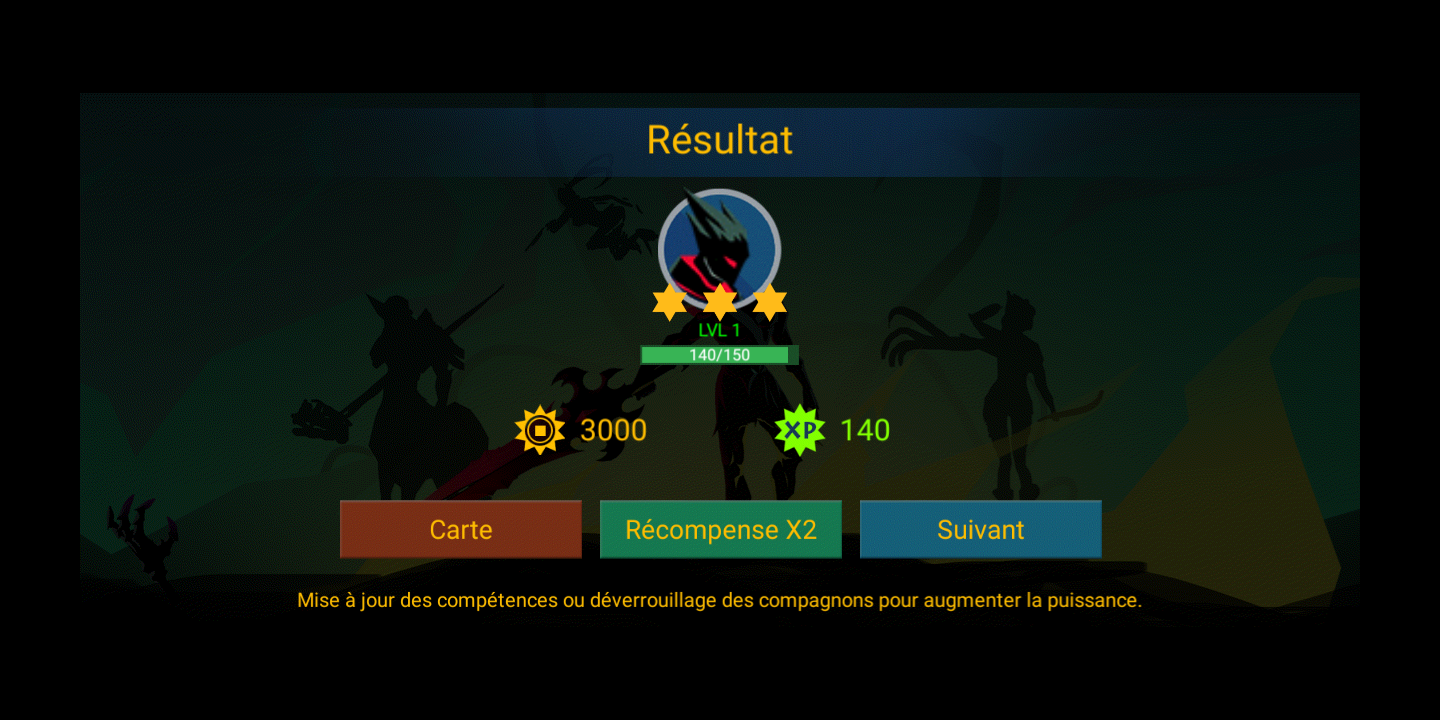 Résultat
LVL 1
140/150
3000
XP 140
Carte
Récompense X2
Suivant
Mise à jour des compétences ou déverrouillage des compagnons pour augmenter la puissance.